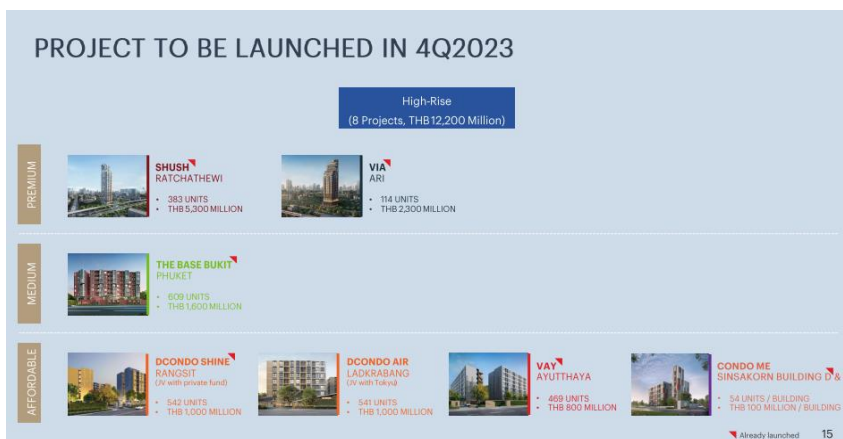 PROJECT TO BE LAUNCHED IN 4Q2023
High-Rise
(8 Projects, THB12,200 Million)
PREMIUM
SHUSH
RATCHATHEWI
• 383 UNITS
• THB 5,300 MILLION
VIA
ARI
• 114 UNITS
• THB 2,300 MILLION
MEDIUM
THE BASE BUKIT
PHUKET
• 609 UNITS
• THB 1,600 MILLION
AFFORDABLE
DCONDO SHINE
RANGSIT
(JV with private fund)
• 542 UNITS
• THB 1,000 MILLION
DCONDO AIR
LADKRABANG
(JV with Tokyu)
• 541 UNITS
• THB 1,000 MILLION
VAY
AYUTTHAYA
• 469 UNITS
• THB 800 MILLION
CONDO ME
SINSAKORN BUILDING D &
• 54 UNITS / BUILDING
• THB 100 MILLION / BUILDING
Already launched
15